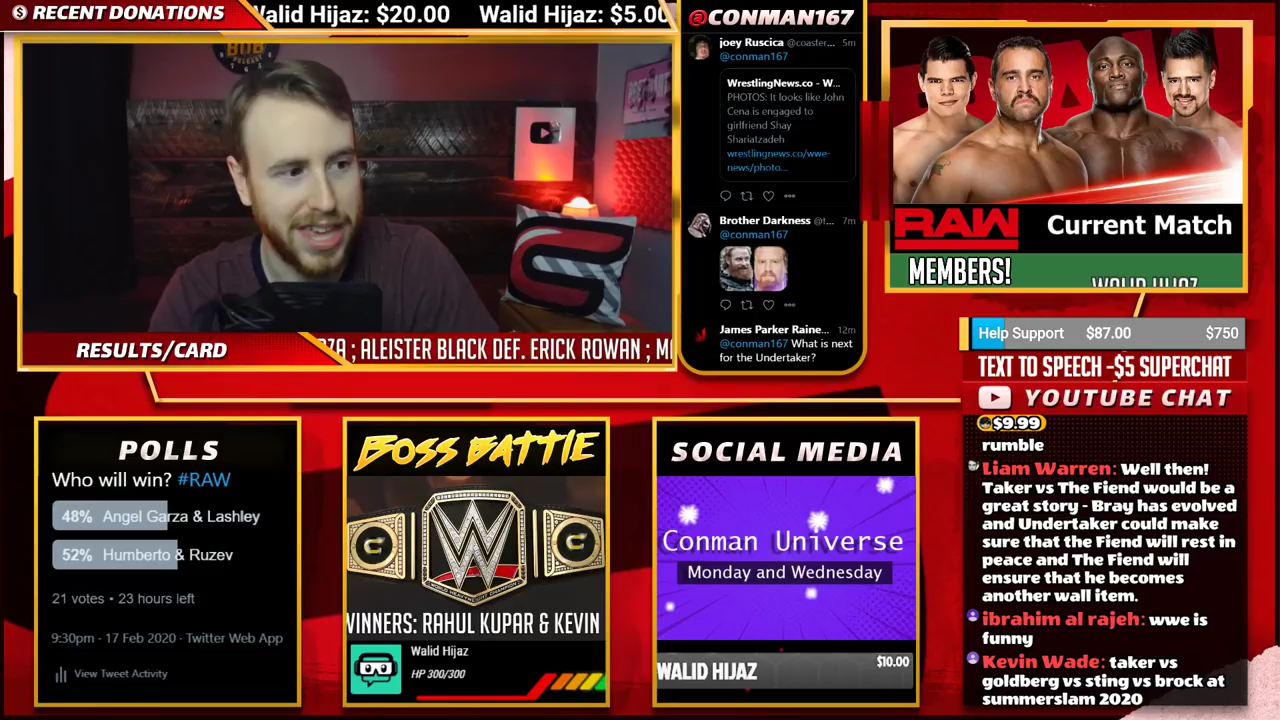 RECENT DONATIONS
Walid Hijaz: $20.00 Walid Hijaz: $5.00
@CONMAN167
joey Ruscica @coaster... 5m
@conman167
WrestlingNews.co - W...
PHOTOS: It looks like John
Cena is engaged to
girlfriend Shay
Shariatzadeh
wrestlingnews.co/wwe-
news/photo...
Brother Darkness @t... 7m
@conman167
James Parker Raine... 12m
@conman167 What is next
for the Undertaker?
RAW
Current Match
MEMBERS!
WALID HIJAZ
RESULTS/CARD
RZA ; ALEISTER BLACK DEF. ERICK ROWAN ;
Help Support $87.00 $750
TEXT TO SPEECH -$5 SUPERCHAT
YOUTUBE CHAT
$9.99
rumble
Liam Warren: Well then!
Taker vs The Fiend would be a
great story - Bray has evolved
and Undertaker could make
sure that the Fiend will rest in
peace and The Fiend will
ensure that he becomes
another wall item.
ibrahim al rajeh: wwe is
funny
Kevin Wade: taker vs
goldberg vs sting vs brock at
summerslam 2020
POLLS
Who will win? #RAW
48% Angel Garza & Lashley
52% Humberto & Ruzev
21 votes • 23 hours left
9:30pm · 17 Feb 2020 · Twitter Web App
View Tweet Activity
BOSS BATTLE
WINNERS: RAHUL KUPAR & KEVIN
Walid Hijaz
HP 300/300
SOCIAL MEDIA
Conman Universe
Monday and Wednesday
WALID HIJAZ
$10.00